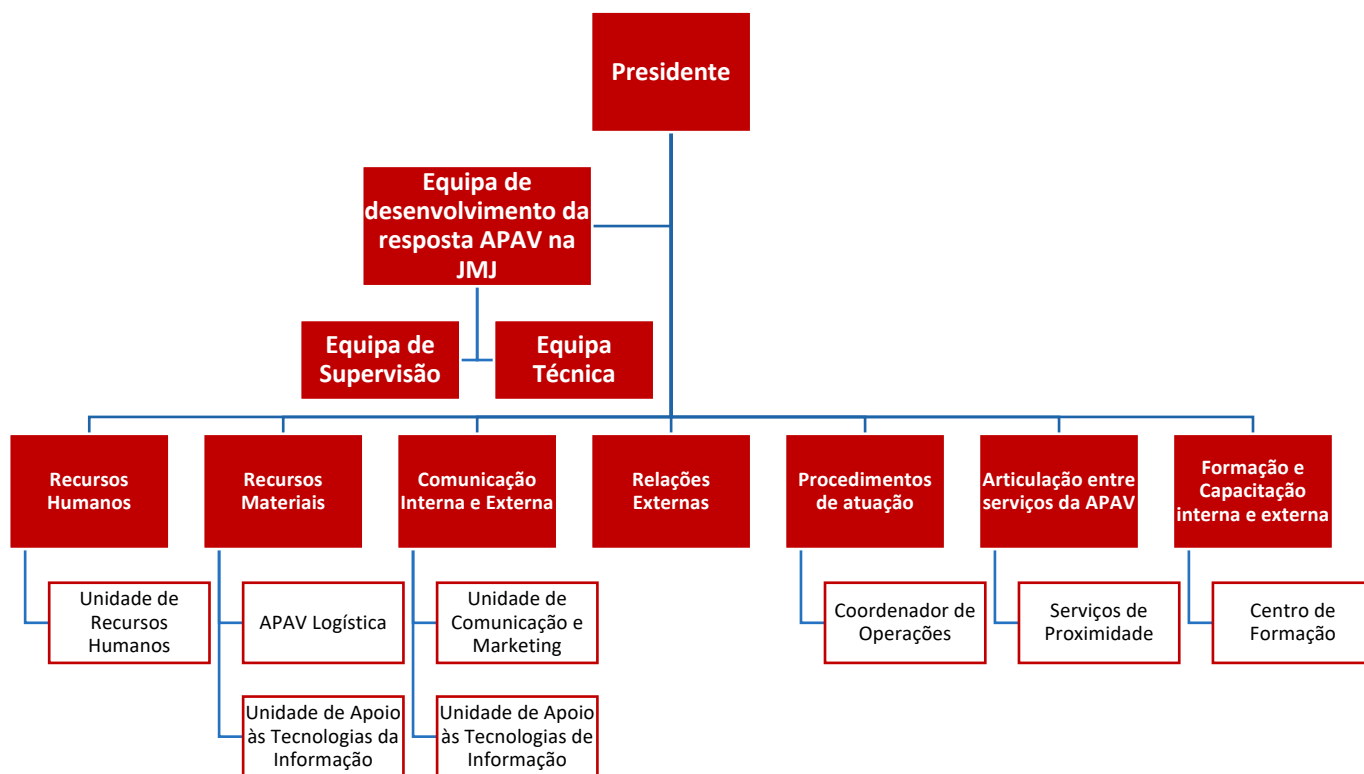 Presidente
Equipa de
desenvolvimento da
resposta APAV na
JMJ
Equipa de
Supervisão
Equipa
Técnica
Recursos
Humanos
Recursos
Materiais
Comunicação
Interna e Externa
Relações
Externas
Procedimentos
de atuação
Articulação entre
serviços da APAV
Formação e
Capacitação
interna e externa
Unidade de
Recursos
Humanos
APAV Logística
Unidade de
Comunicação e
Marketing
Coordenador de
Operações
Serviços de
Proximidade
Centro de
Formação
Unidade de Apoio
às Tecnologias da
Informação
Unidade de Apoio
às Tecnologias de
Informação